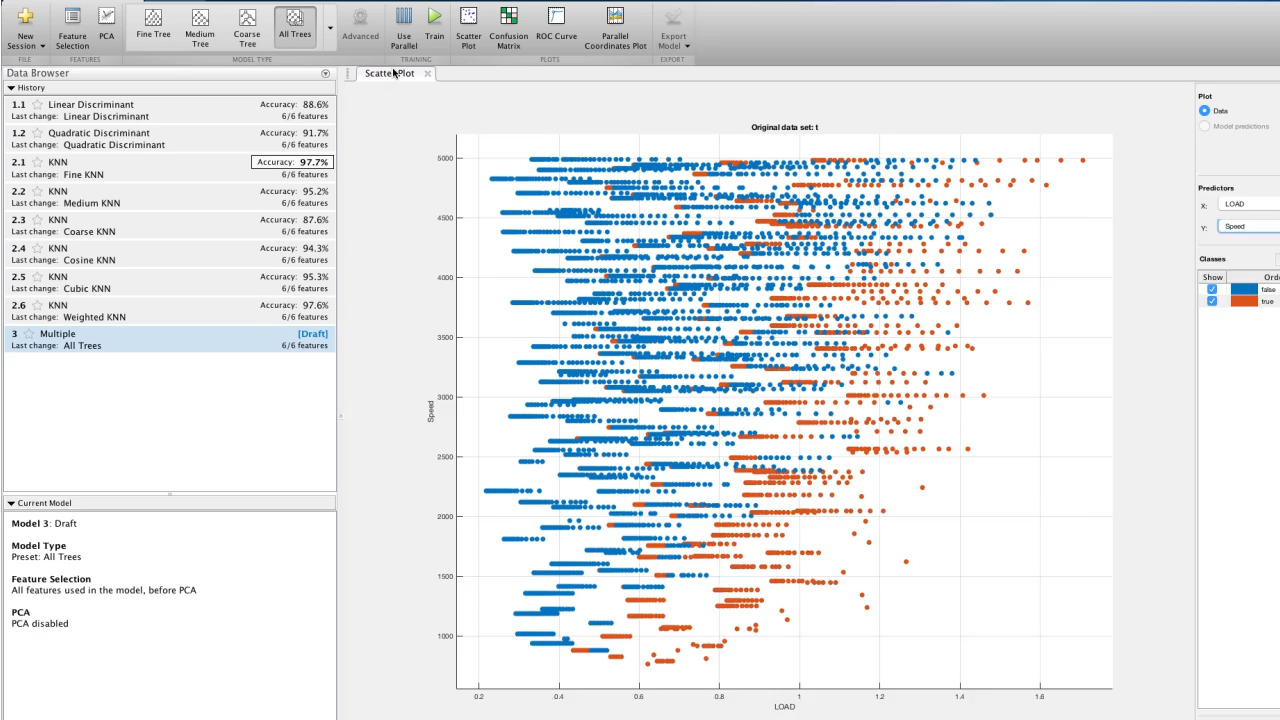 New
Session
Feature
Selection
PCA
Fine Tree
Medium
Tree
Coarse
Tree
All Trees
Advanced
Use
Parallel
Train
Scatter
Plot
Confusion
Matrix
ROC Curve
Parallel
Coordinates Plot
Export
Model
FILE
FEATURES
MODEL TYPE
TRAINING
PLOTS
EXPORT
Data Browser
History
1.1 Linear Discriminant Accuracy: 88.6%
Last change: Linear Discriminant 6/6 features
1.2 Quadratic Discriminant Accuracy: 91.7%
Last change: Quadratic Discriminant 6/6 features
2.1 KNN Accuracy: 97.7%
Last change: Fine KNN 6/6 features
2.2 KNN Accuracy: 95.2%
Last change: Medium KNN 6/6 features
2.3 KNN Accuracy: 87.6%
Last change: Coarse KNN 6/6 features
2.4 KNN Accuracy: 94.3%
Last change: Cosine KNN 6/6 features
2.5 KNN Accuracy: 95.3%
Last change: Cubic KNN 6/6 features
2.6 KNN Accuracy: 97.6%
Last change: Weighted KNN 6/6 features
3 Multiple [Draft]
Last change: All Trees 6/6 features
Current Model
Model 3: Draft
Model Type
Preset: All Trees
Feature Selection
All features used in the model, before PCA
PCA
PCA disabled
Scatter Plot
Original data set: t
5000
4500
4000
3500
3000
2500
2000
1500
1000
Speed
0.2 0.4 0.6 0.8 1 1.2 1.4 1.6
LOAD
Plot
Data
Model predictions
Predictors
X: LOAD
Y: Speed
Classes
Show Orde
false
true